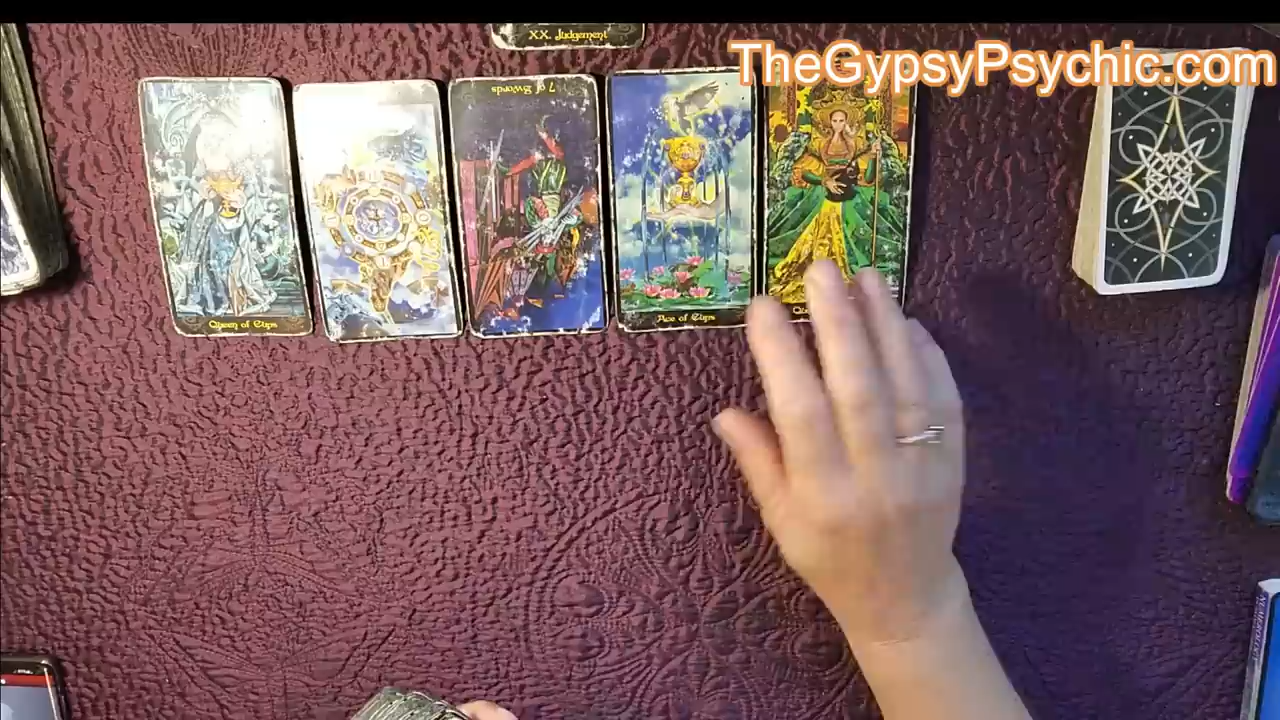 XX. Judgement
TheGypsyPsychic.com
7 of Swords
Queen of Cups
Ace of Cups